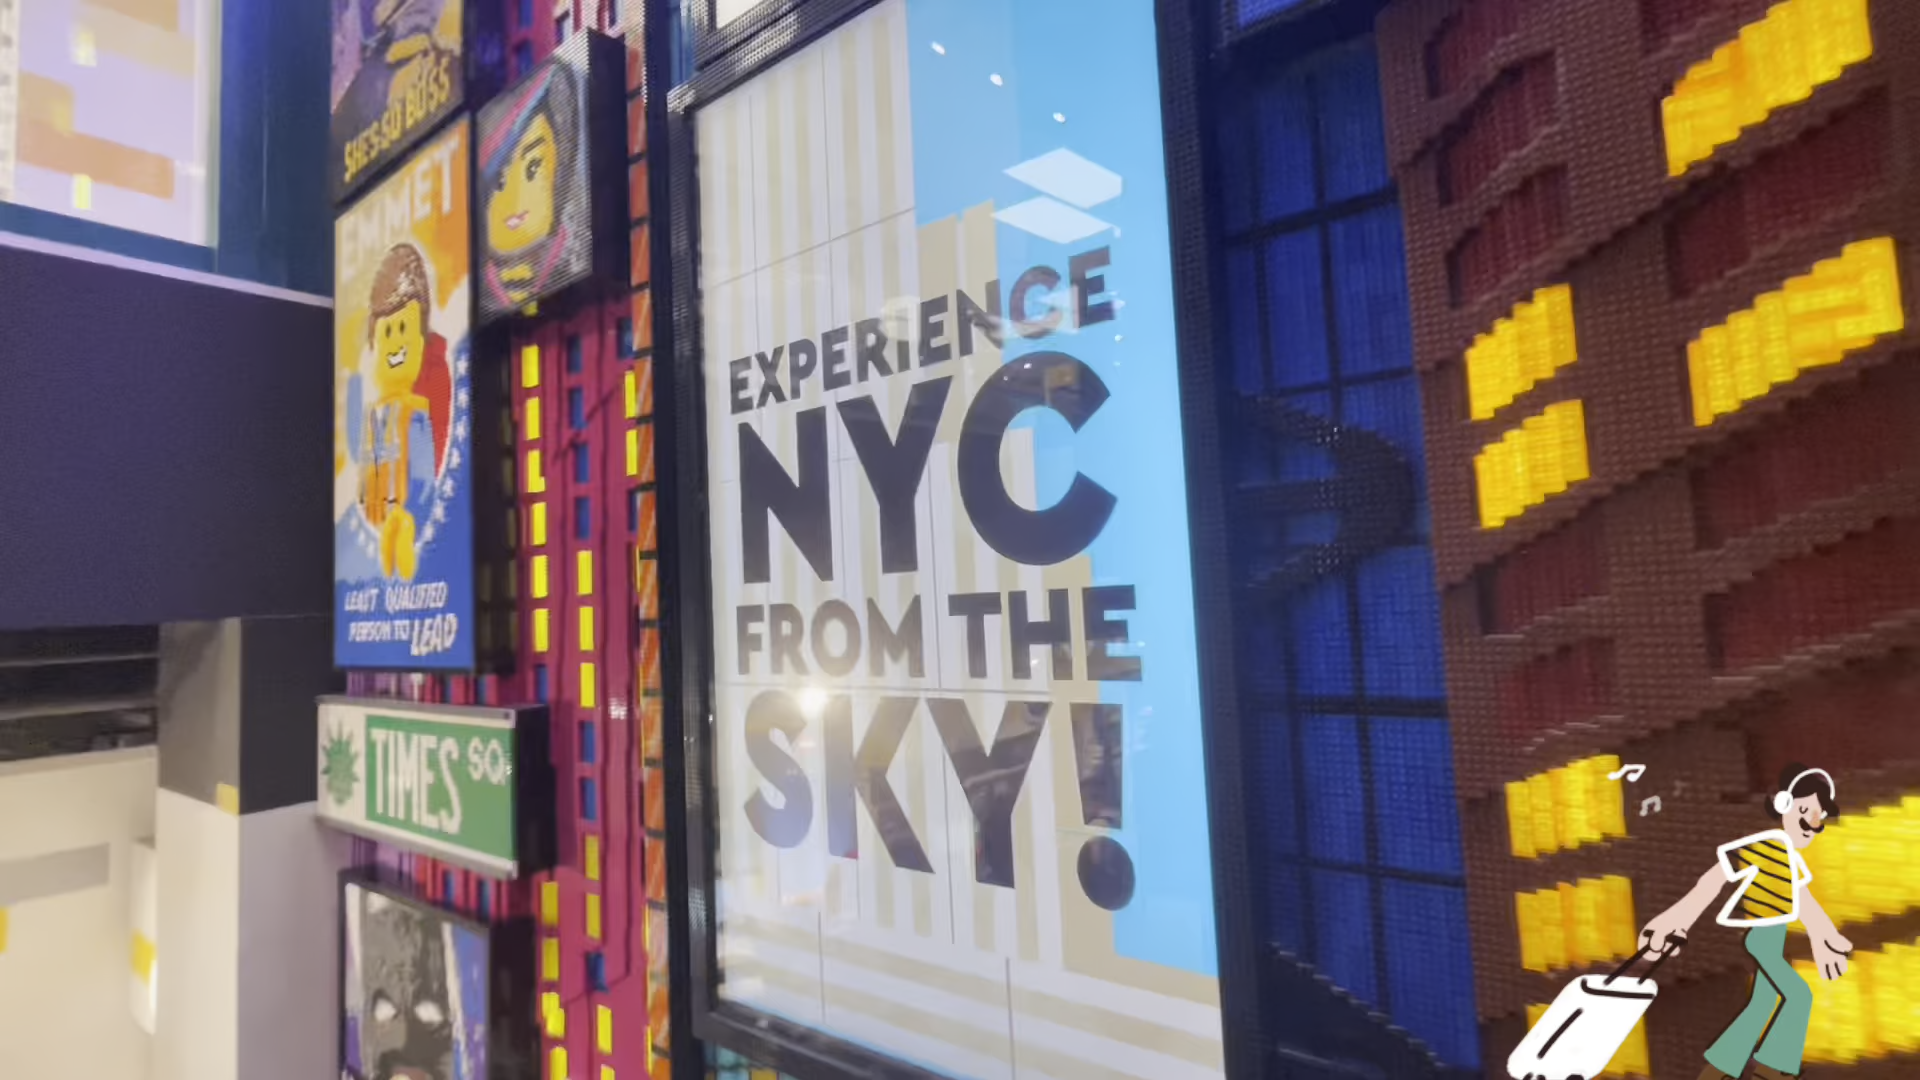 SHE'S SO BOSS
EMMET
LEAST QUALIFIED
PERSON TO LEAD
TIMES SQ.
EXPERIENCE
NYC
FROM THE
SKY!